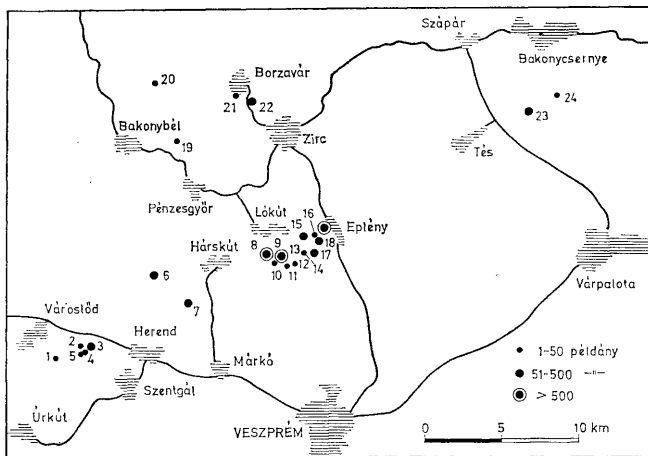 Szápár
Bakonycsernye
Borzavár
20
21
22
24
23
Bakonybél
Zirc
19
Tés
Pénzesgyőr
Lókút
16
Eplény
15
8
9
13
18
Hárskút
17
10
11
12
14
6
Várpalota
7
Városlőd
Herend
2
3
1
5
4
Márkó
1-50 példány
51-500 -"-
> 500
Szentgál
Úrkút
VESZPRÉM
0
5
10 km